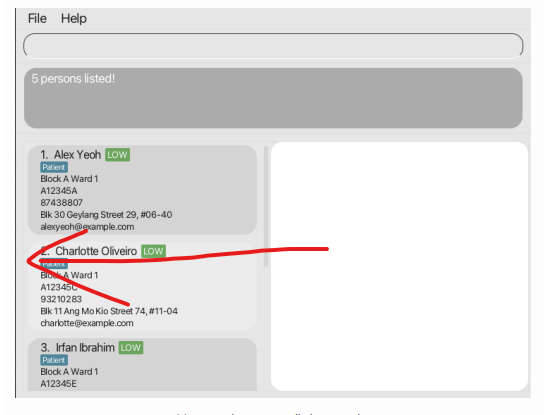 File Help
5 persons listed!
1. Alex Yeoh LOW
Patient
Block A Ward 1
A12345A
87438807
Blk 30 Geylang Street 29, #06-40
alexyeoh@example.com
2. Charlotte Oliveiro LOW
Block A Ward 1
A12345C
93210283
Blk 11 Ang Mo Kio Street 74, #11-04
charlotte@example.com
3. Irfan Ibrahim LOW
Patient
Block A Ward 1
A12345E